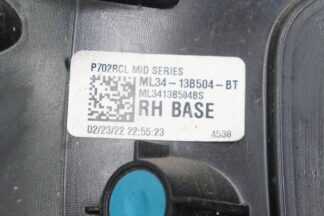 P702RCL MID SERIES
ML34-13B504-BT
ML3413B504BS
RH BASE
02/23/22 22:55:23
4538